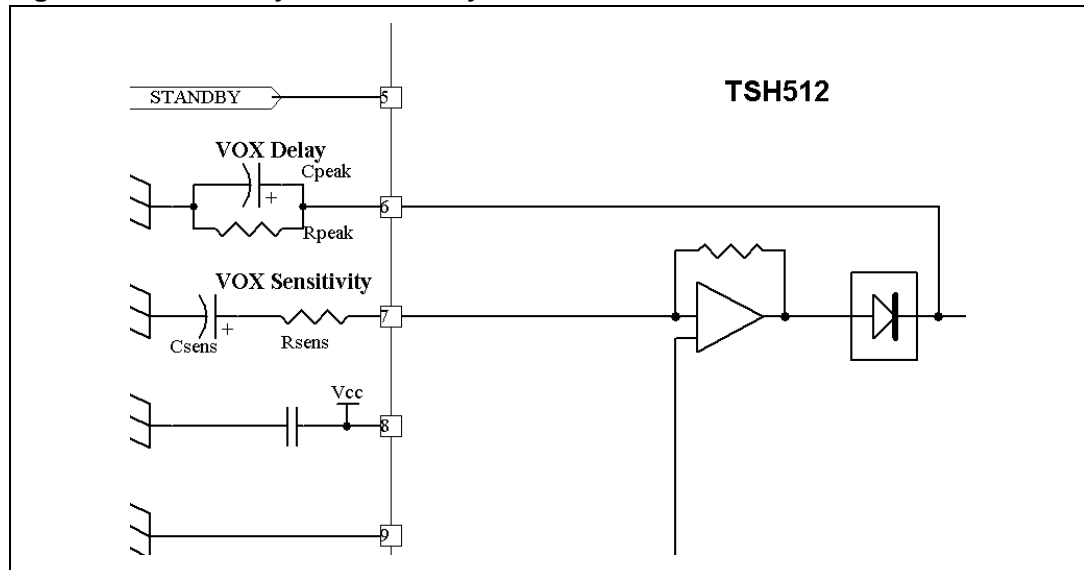 TSH512
STANDBY
5
VOX Delay
Cpeak
+
6
Rpeak
VOX Sensitivity
7
+
Csens
Rsens
Vcc
8
9